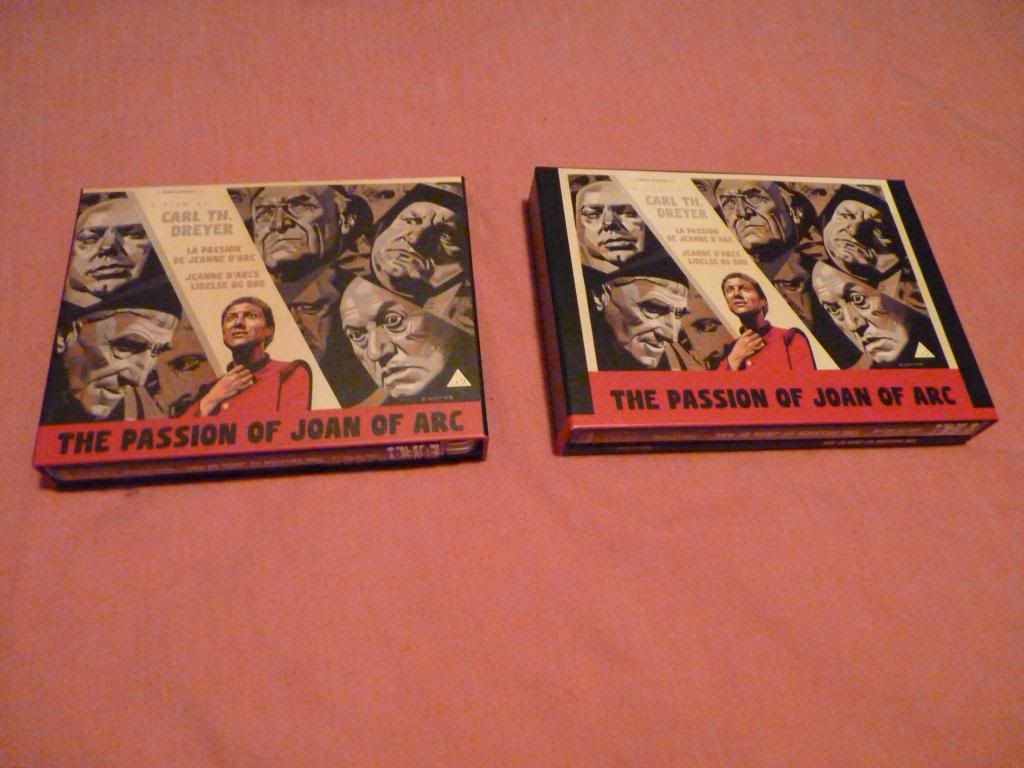 A FILM BY
CARL TH.
DREYER
LA PASSION
DE JEANNE D'ARC
JEANNE D'ARCS
LIDELSE OG DØD
THE PASSION OF JOAN OF ARC
CARL TH.
DREYER
LA PASSION
DE JEANNE D'ARC
JEANNE D'ARCS
LIDELSE OG DØD
THE PASSION OF JOAN OF ARC